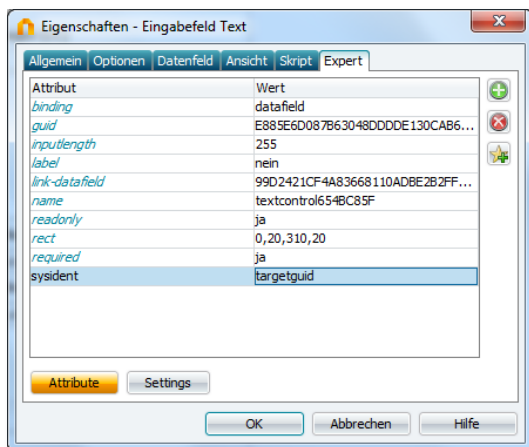 Eigenschaften - Eingabefeld Text
Allgemein Optionen Datenfeld Ansicht Skript Expert
Attribut Wert
binding datafield
guid E885E6D087B63048DDDDE130CAB6...
inputlength 255
label nein
link-datafield 99D2421CF4A83668110ADBE2B2FF...
name textcontrol654BC85F
readonly ja
rect 0,20,310,20
required ja
sysident targetguid
Attribute Settings
OK Abbrechen Hilfe